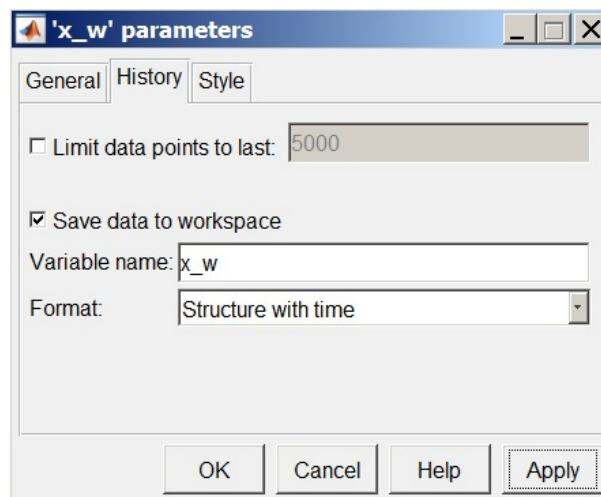 'x_w' parameters
General History Style
Limit data points to last: 5000
Save data to workspace
Variable name: x_w
Format: Structure with time
OK Cancel Help Apply